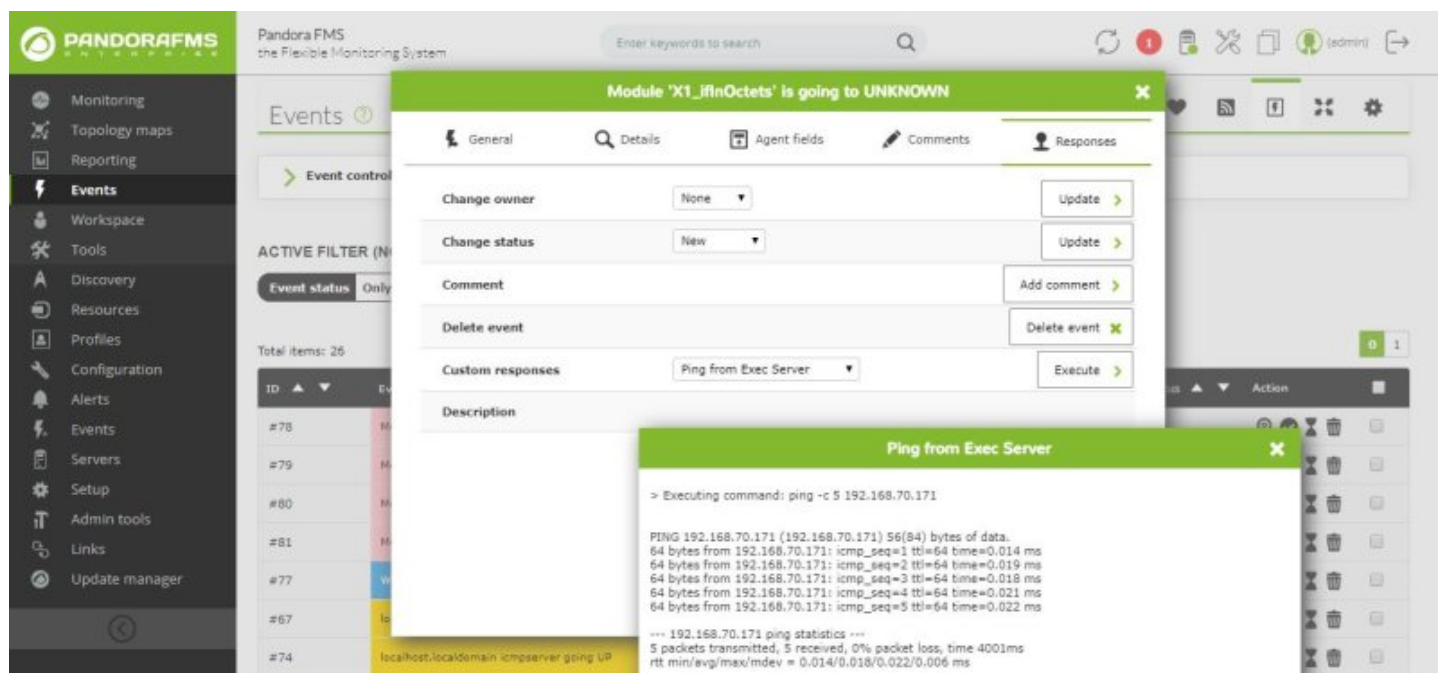 PANDORAFMS
ENTERPRISE
Pandora FMS
the Flexible Monitoring System
Enter keywords to search
1
(admin)
Monitoring
Topology maps
Reporting
Events
Workspace
Tools
Discovery
Resources
Profiles
Configuration
Alerts
Events
Servers
Setup
Admin tools
Links
Update manager
Events
Event control
ACTIVE FILTER (N
Event status Only
Total items: 26
0 1
ID Ev
Action
#78 M
#79 M
#80 M
#81 M
#77 W
#67 lo
#74 localhost.localdomain icmpserver going UP
Module 'X1_ifInOctets' is going to UNKNOWN
General Details Agent fields Comments Responses
Change owner None Update
Change status New Update
Comment Add comment
Delete event Delete event
Custom responses Ping from Exec Server Execute
Description
Ping from Exec Server
> Executing command: ping -c 5 192.168.70.171
PING 192.168.70.171 (192.168.70.171) 56(84) bytes of data.
64 bytes from 192.168.70.171: icmp_seq=1 ttl=64 time=0.014 ms
64 bytes from 192.168.70.171: icmp_seq=2 ttl=64 time=0.019 ms
64 bytes from 192.168.70.171: icmp_seq=3 ttl=64 time=0.018 ms
64 bytes from 192.168.70.171: icmp_seq=4 ttl=64 time=0.021 ms
64 bytes from 192.168.70.171: icmp_seq=5 ttl=64 time=0.022 ms
--- 192.168.70.171 ping statistics ---
5 packets transmitted, 5 received, 0% packet loss, time 4001ms
rtt min/avg/max/mdev = 0.014/0.018/0.022/0.006 ms